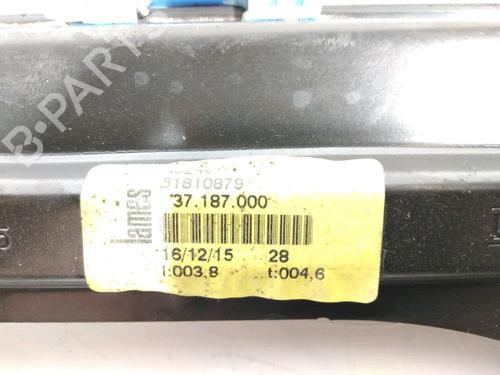 B-PARTS
51810879
37.187.000
16/12/15 28
I:003,8 t:004,6